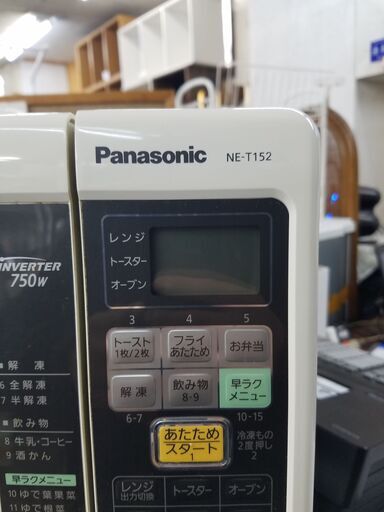 Panasonic
NE-T152
レンジ
トースター
オーブン
INVERTER
750W
3
4
5
トースト
1枚/2枚
フライ
あたため
お弁当
解凍
飲み物
8-9
早ラク
メニュー
6-7
10-15
あたため
スタート
1
冷凍もの
2度押し
2
レンジ
出力切換
トースター
オーブン
■解凍
6 全解凍
7 半解凍
■飲み物
8 牛乳・コーヒー
9 酒かん
早ラクメニュー
10 ゆで葉果菜
11 ゆで根菜